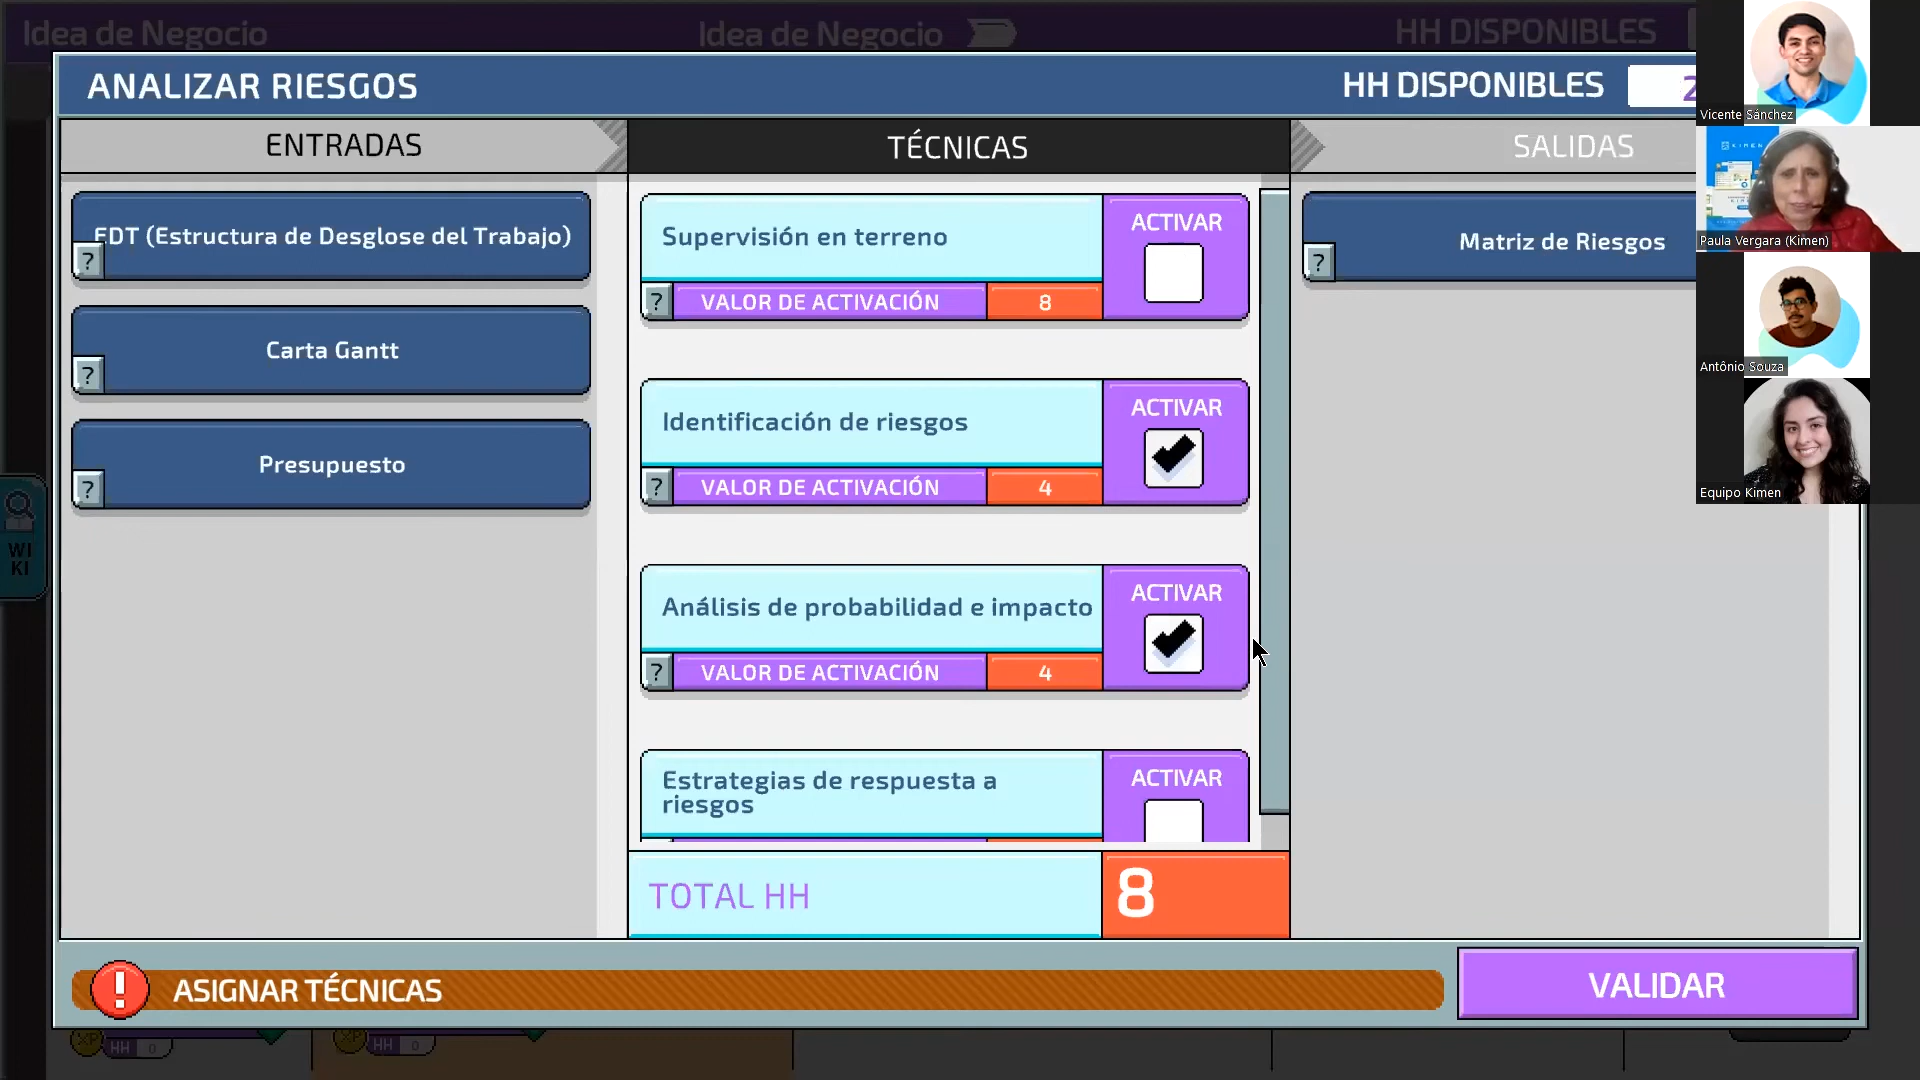 Idea de Negocio
Idea de Negocio
HH DISPONIBLES
ANALIZAR RIESGOS
HH DISPONIBLES
2
ENTRADAS
TÉCNICAS
SALIDAS
EDT (Estructura de Desglose del Trabajo)
?
Carta Gantt
?
Presupuesto
?
Supervisión en terreno
ACTIVAR
?
VALOR DE ACTIVACIÓN
8
Identificación de riesgos
ACTIVAR
?
VALOR DE ACTIVACIÓN
4
Análisis de probabilidad e impacto
ACTIVAR
?
VALOR DE ACTIVACIÓN
4
Estrategias de respuesta a
riesgos
ACTIVAR
TOTAL HH
8
Matriz de Riesgos
?
Vicente Sánchez
Paula Vergara (Kimen)
Antônio Souza
Equipo Kimen
WI
KI
! ASIGNAR TÉCNICAS
VALIDAR
XP
HH 0
XP
HH 0